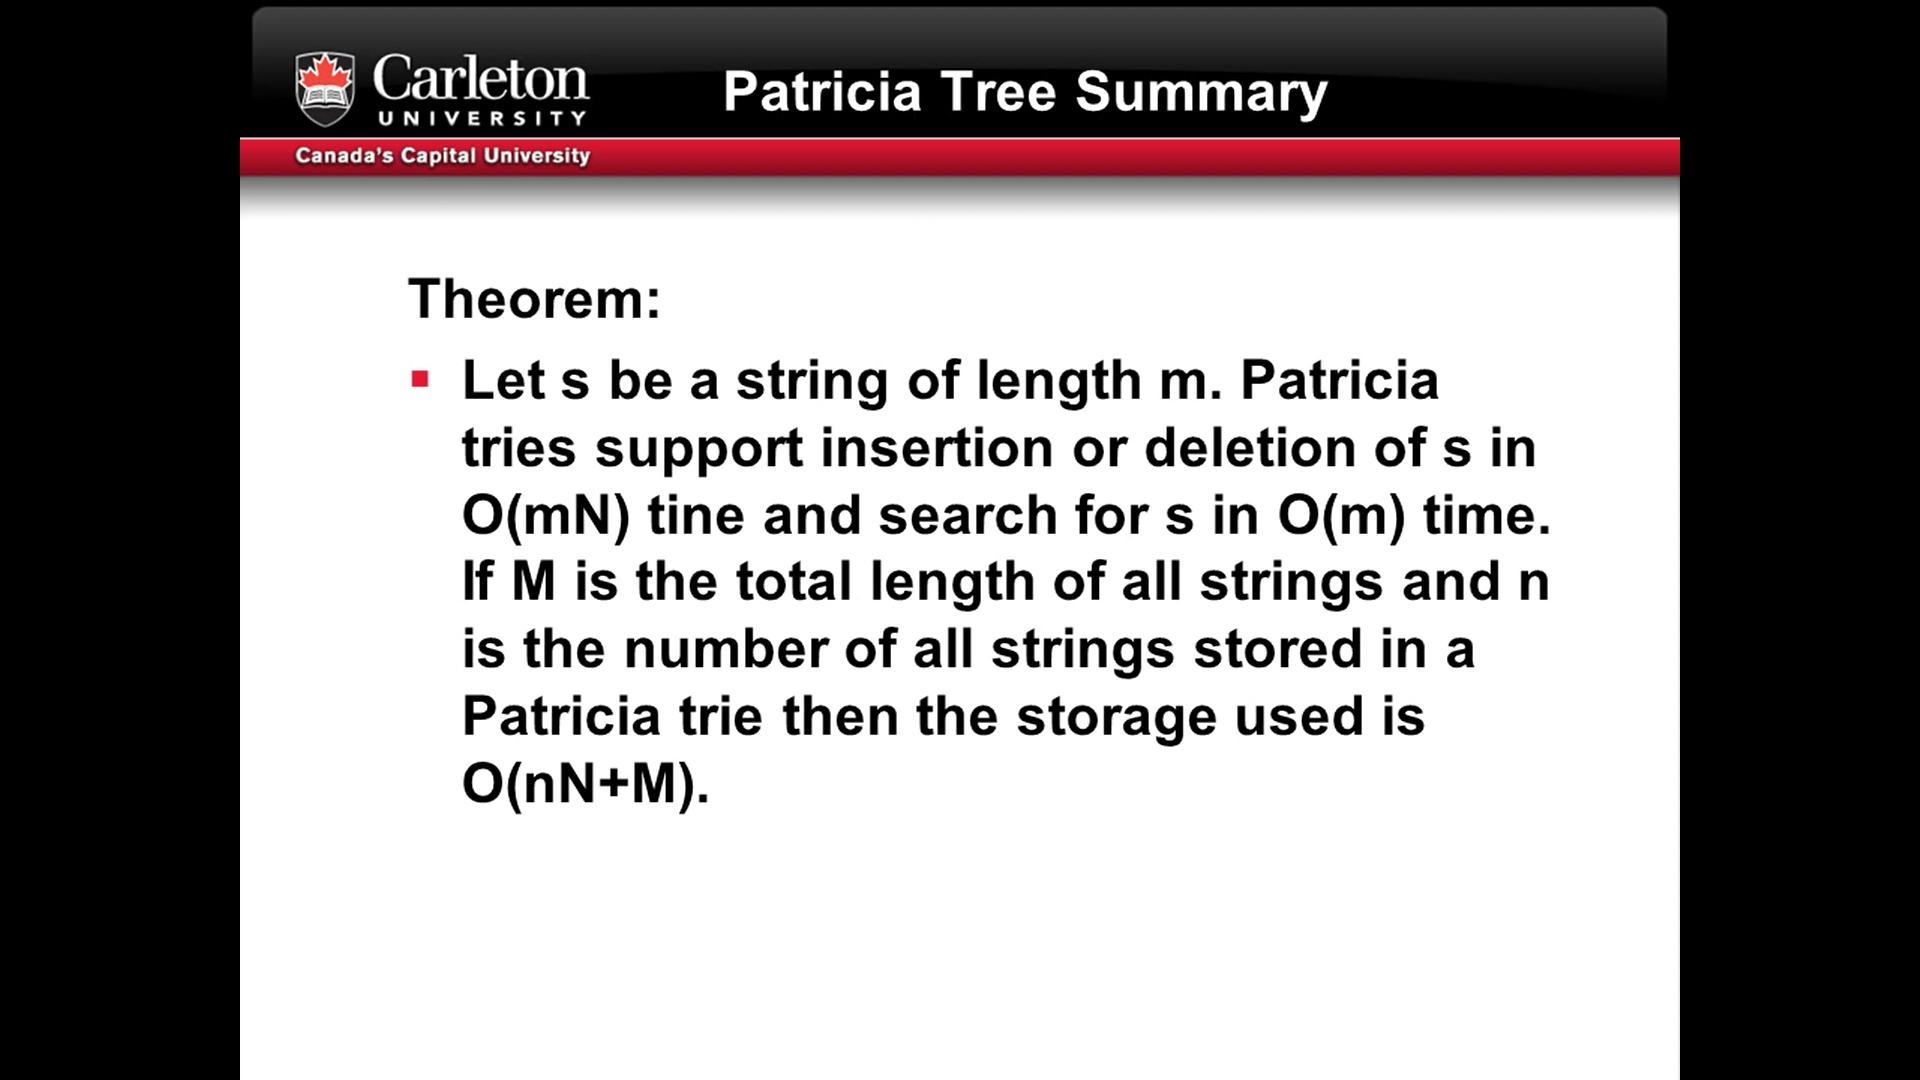 Carleton
UNIVERSITY
Canada's Capital University
Patricia Tree Summary
Theorem:
Let s be a string of length m. Patricia
tries support insertion or deletion of s in
O(mN) tine and search for s in O(m) time.
If M is the total length of all strings and n
is the number of all strings stored in a
Patricia trie then the storage used is
O(nN+M).